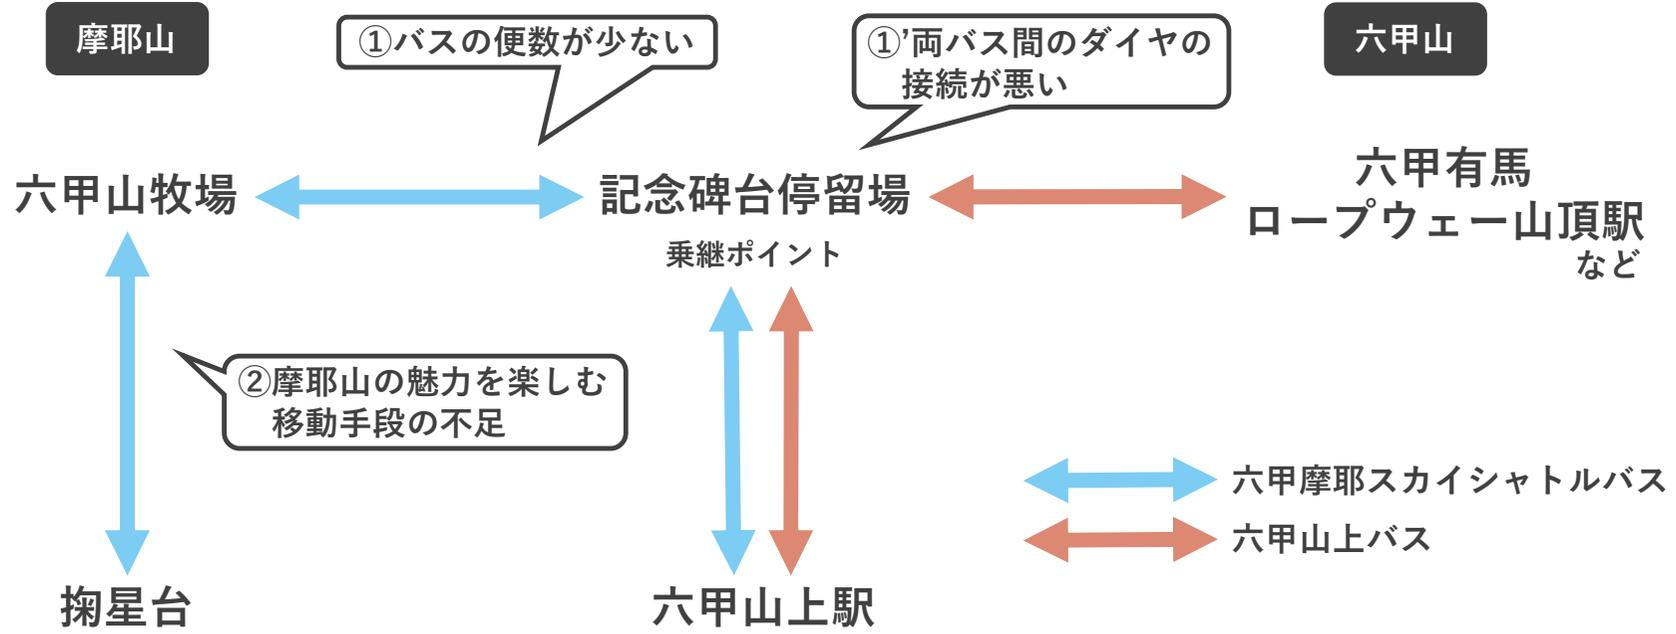 摩耶山
①バスの便数が少ない
①’両バス間のダイヤの
接続が悪い
六甲山
六甲山牧場
記念碑台停留場
乗継ポイント
六甲有馬
ロープウェー山頂駅
など
②摩耶山の魅力を楽しむ
移動手段の不足
六甲摩耶スカイシャトルバス
六甲山上バス
掬星台
六甲山上駅